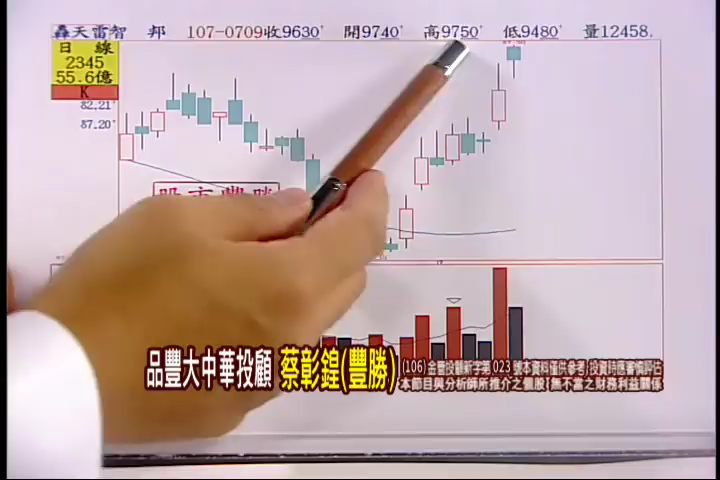 轟天雷智 邦 107-0709收9630' 開9740' 高9750' 低9480' 量12458.
日 線
2345
55.6億
K
82.21'
87.20'
股市豐勝
品豐大中華投顧 蔡彰鍠(豐勝)
(106)金管投顧新字第023號本資料僅供參考,投資時應審慎評估
本節目與分析師所推介之個股,無不當之財務利益關係